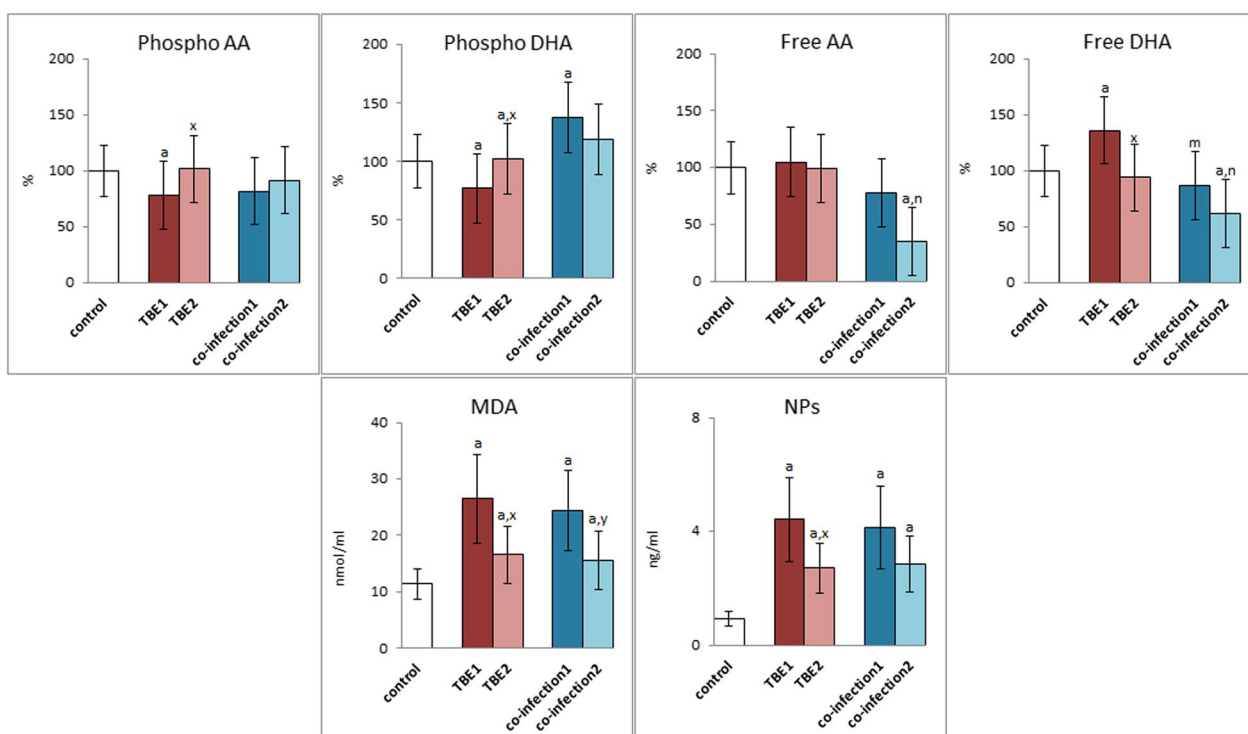 Phospho AA
200
150
100
50
0
%
a
x
control
TBE1
TBE2
co-infection1
co-infection2
Phospho DHA
200
150
100
50
0
%
a
a,x
a
control
TBE1
TBE2
co-infection1
co-infection2
Free AA
200
150
100
50
0
%
a,n
control
TBE1
TBE2
co-infection1
co-infection2
Free DHA
200
150
100
50
0
%
a
x
m
a,n
control
TBE1
TBE2
co-infection1
co-infection2
MDA
40
30
20
10
0
nmol/ml
a
a,x
a
a,y
control
TBE1
TBE2
co-infection1
co-infection2
NPs
8
4
0
ng/ml
a
a,x
a
a
control
TBE1
TBE2
co-infection1
co-infection2